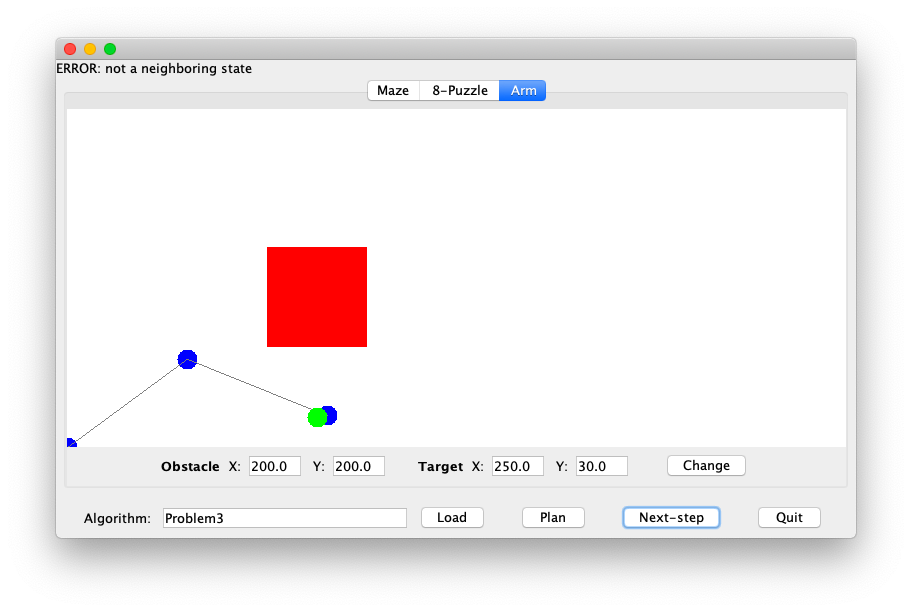 ERROR: not a neighboring state
Maze 8-Puzzle Arm
Obstacle X: 200.0 Y: 200.0 Target X: 250.0 Y: 30.0 Change
Algorithm: Problem3 Load Plan Next-step Quit